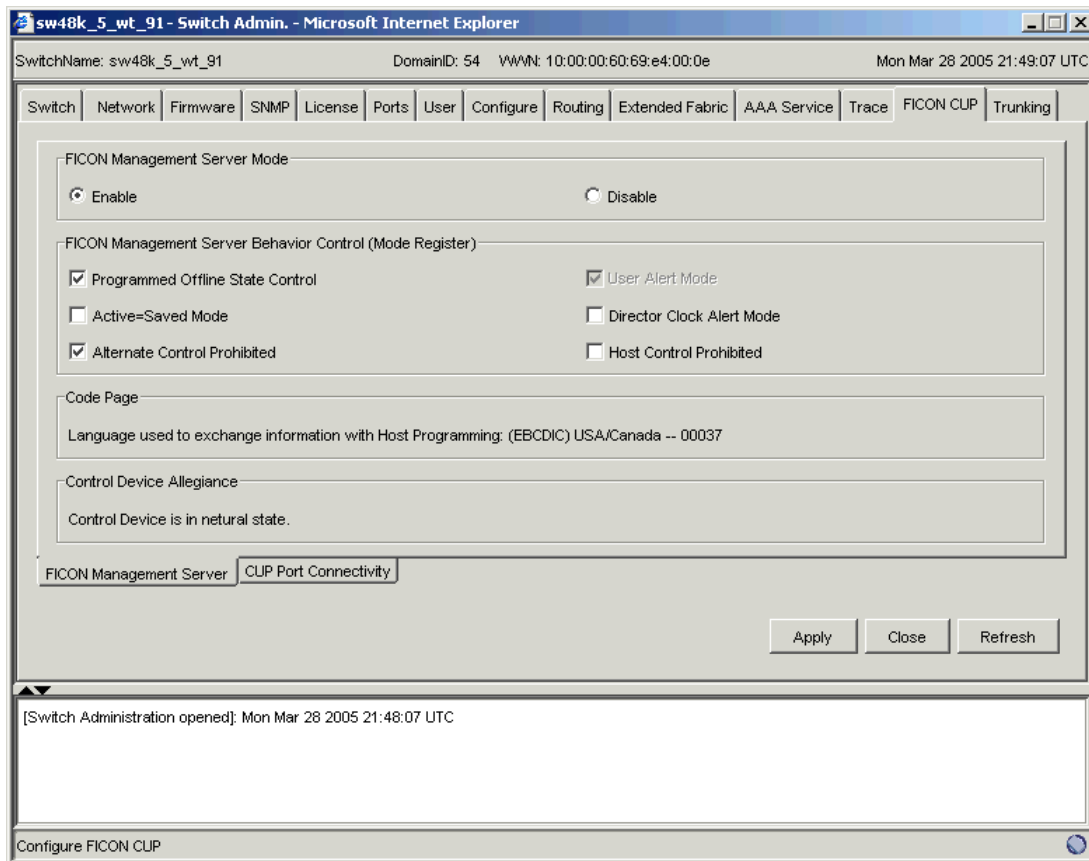 sw48k_5_wt_91 - Switch Admin. - Microsoft Internet Explorer
SwitchName: sw48k_5_wt_91 DomainID: 54 WWN: 10:00:00:60:69:e4:00:0e Mon Mar 28 2005 21:49:07 UTC
Switch Network Firmware SNMP License Ports User Configure Routing Extended Fabric AAA Service Trace FICON CUP Trunking
FICON Management Server Mode
Enable Disable
FICON Management Server Behavior Control (Mode Register)
Programmed Offline State Control User Alert Mode
Active=Saved Mode Director Clock Alert Mode
Alternate Control Prohibited Host Control Prohibited
Code Page
Language used to exchange information with Host Programming: (EBCDIC) USA/Canada -- 00037
Control Device Allegiance
Control Device is in netural state.
FICON Management Server CUP Port Connectivity
Apply Close Refresh
[Switch Administration opened]: Mon Mar 28 2005 21:48:07 UTC
Configure FICON CUP